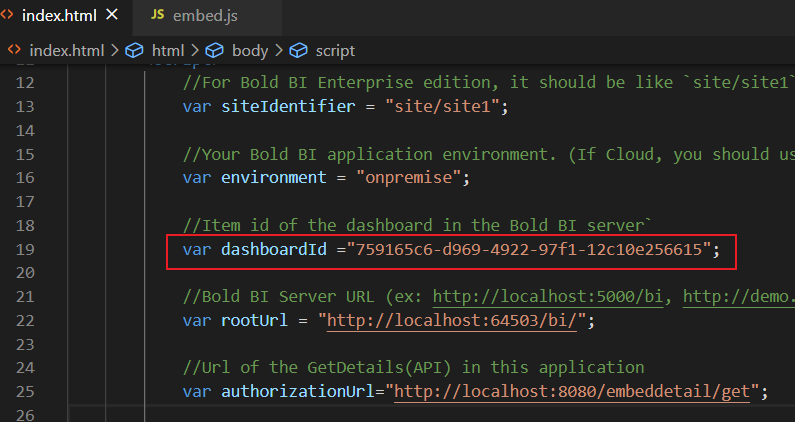 index.html
JS embed.js
index.html > html > body > script
12 //For Bold BI Enterprise edition, it should be like `site/site1`
13 var siteIdentifier = "site/site1";
14
15 //Your Bold BI application environment. (If Cloud, you should us
16 var environment = "onpremise";
17
18 //Item id of the dashboard in the Bold BI server`
19 var dashboardId ="759165c6-d969-4922-97f1-12c10e256615";
20
21 //Bold BI Server URL (ex: http://localhost:5000/bi, http://demo.
22 var rootUrl = "http://localhost:64503/bi/";
23
24 //Url of the GetDetails(API) in this application
25 var authorizationUrl="http://localhost:8080/embeddetail/get";
26